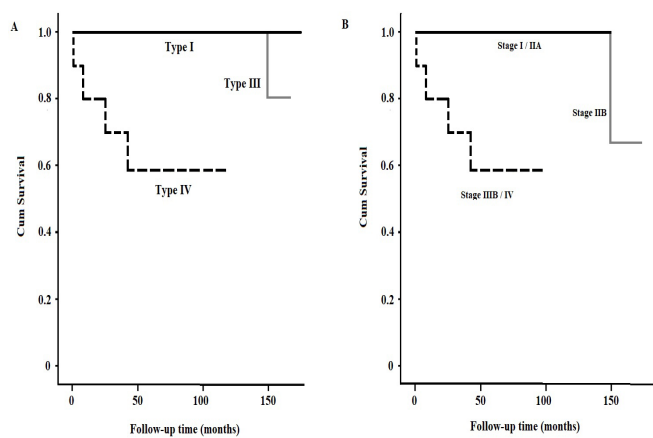 A
Cum Survival
1.0
0.8
0.6
0.4
0.2
0
Type I
Type III
Type IV
0 50 100 150
Follow-up time (months)
B
Cum Survival
1.0
0.8
0.6
0.4
0.2
0
Stage I / IIA
Stage IIB
Stage IIIB / IV
0 50 100 150
Follow-up time (months)